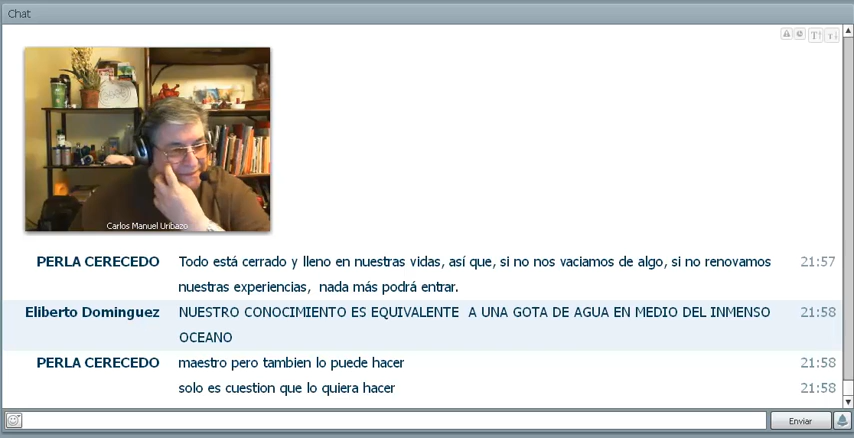 Chat
Carlos Manuel Uribazo
PERLA CERECEDO Todo está cerrado y lleno en nuestras vidas, así que, si no nos vaciamos de algo, si no renovamos 21:57
nuestras experiencias, nada más podrá entrar.
Eliberto Dominguez NUESTRO CONOCIMIENTO ES EQUIVALENTE A UNA GOTA DE AGUA EN MEDIO DEL INMENSO 21:58
OCEANO
PERLA CERECEDO maestro pero tambien lo puede hacer 21:58
solo es cuestion que lo quiera hacer 21:58
Enviar